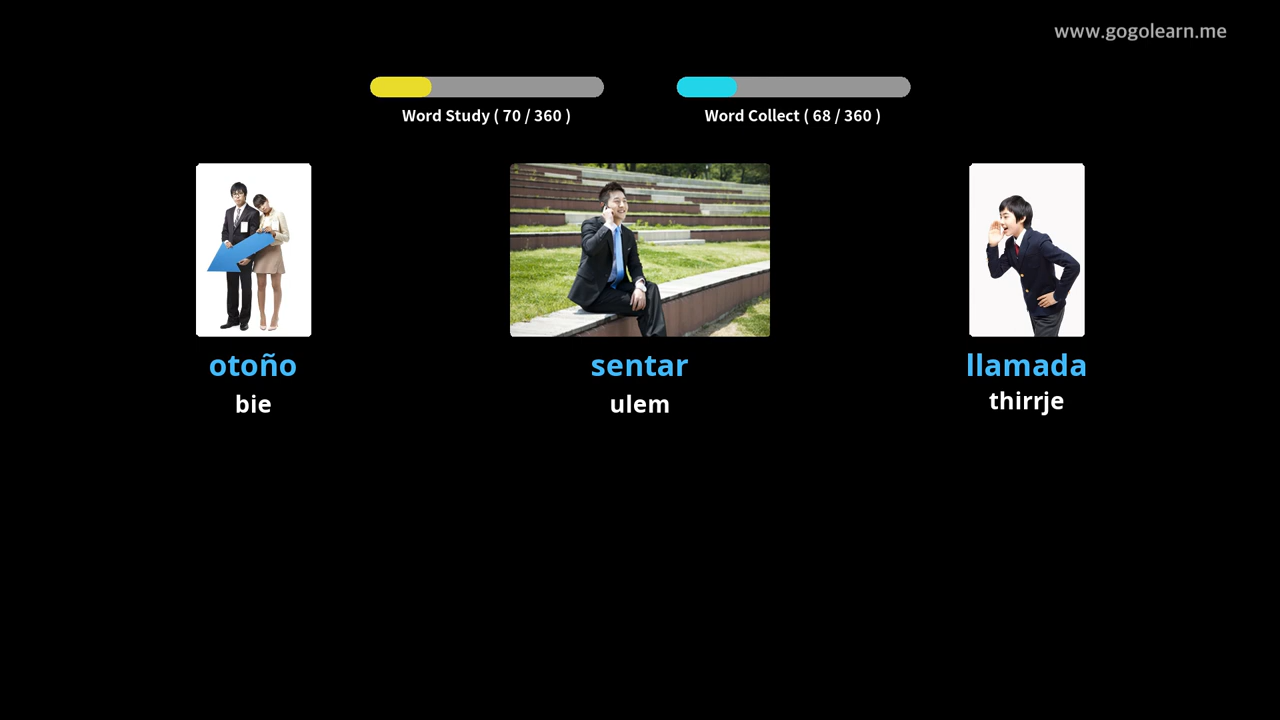 www.gogolearn.me
Word Study ( 70 / 360 )
Word Collect ( 68 / 360 )
otoño
sentar
llamada
bie
ulem
thirrje